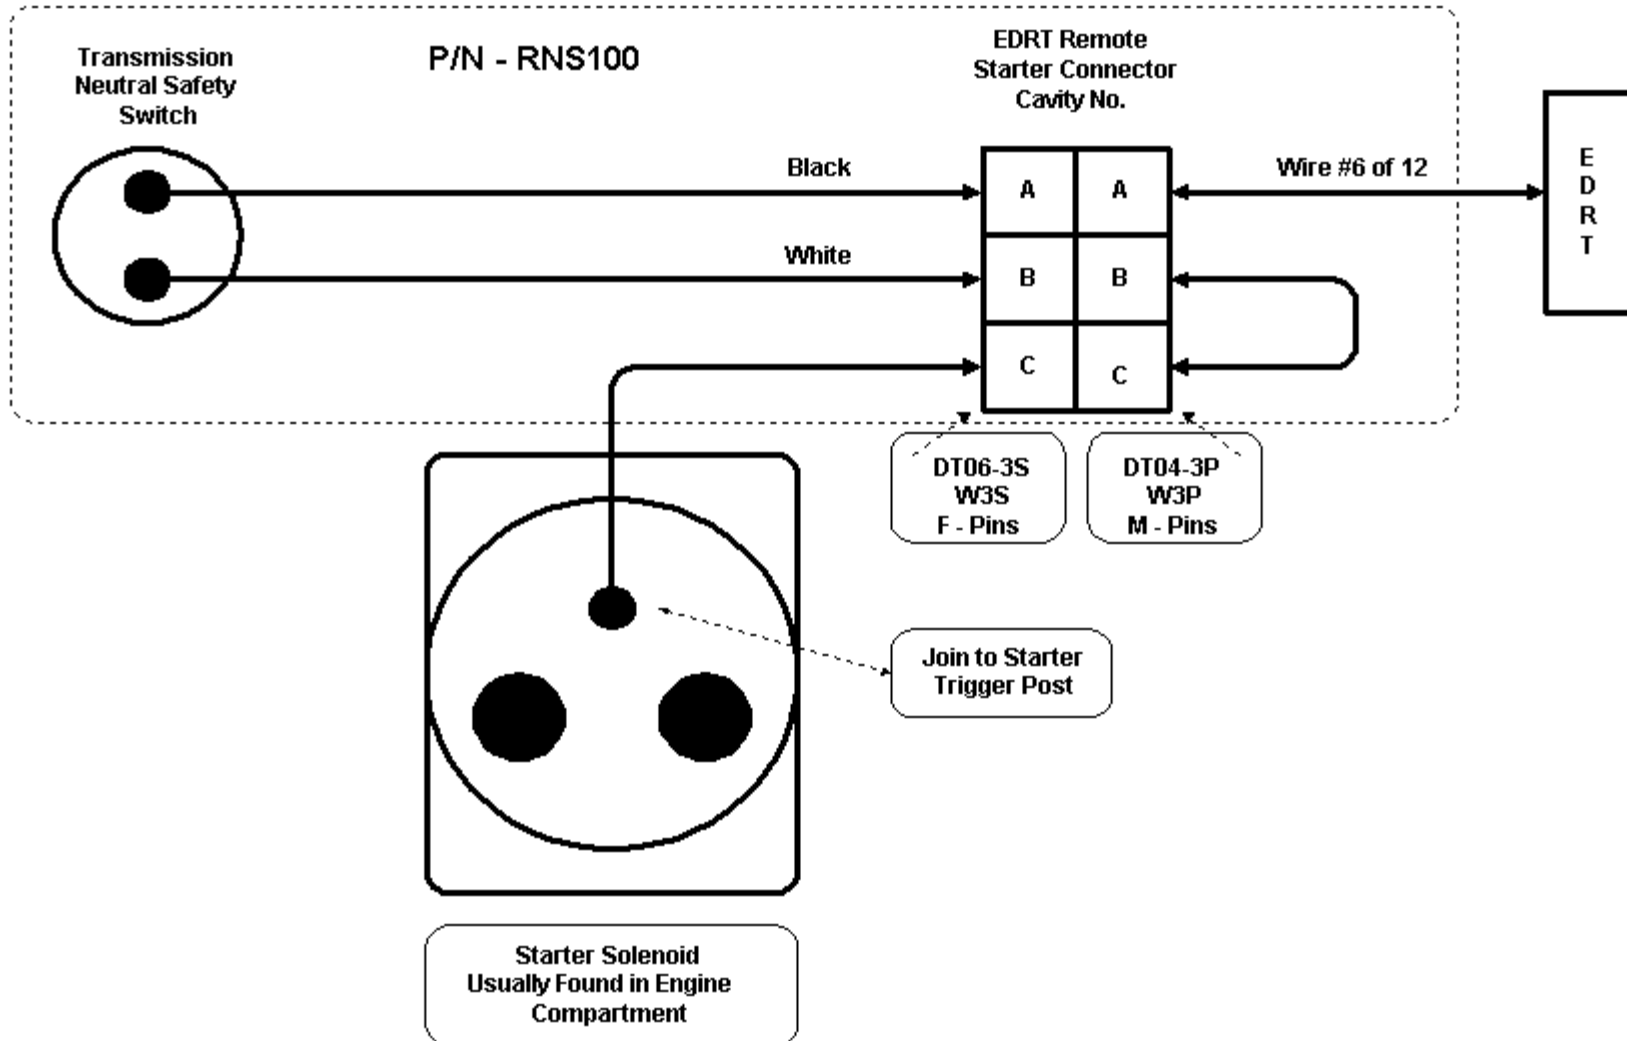 Transmission
Neutral Safety
Switch
P/N - RNS100
EDRT Remote
Starter Connector
Cavity No.
Black
White
A
A
B
B
C
C
Wire #6 of 12
E
D
R
T
DT06-3S
W3S
F - Pins
DT04-3P
W3P
M - Pins
Join to Starter
Trigger Post
Starter Solenoid
Usually Found in Engine
Compartment